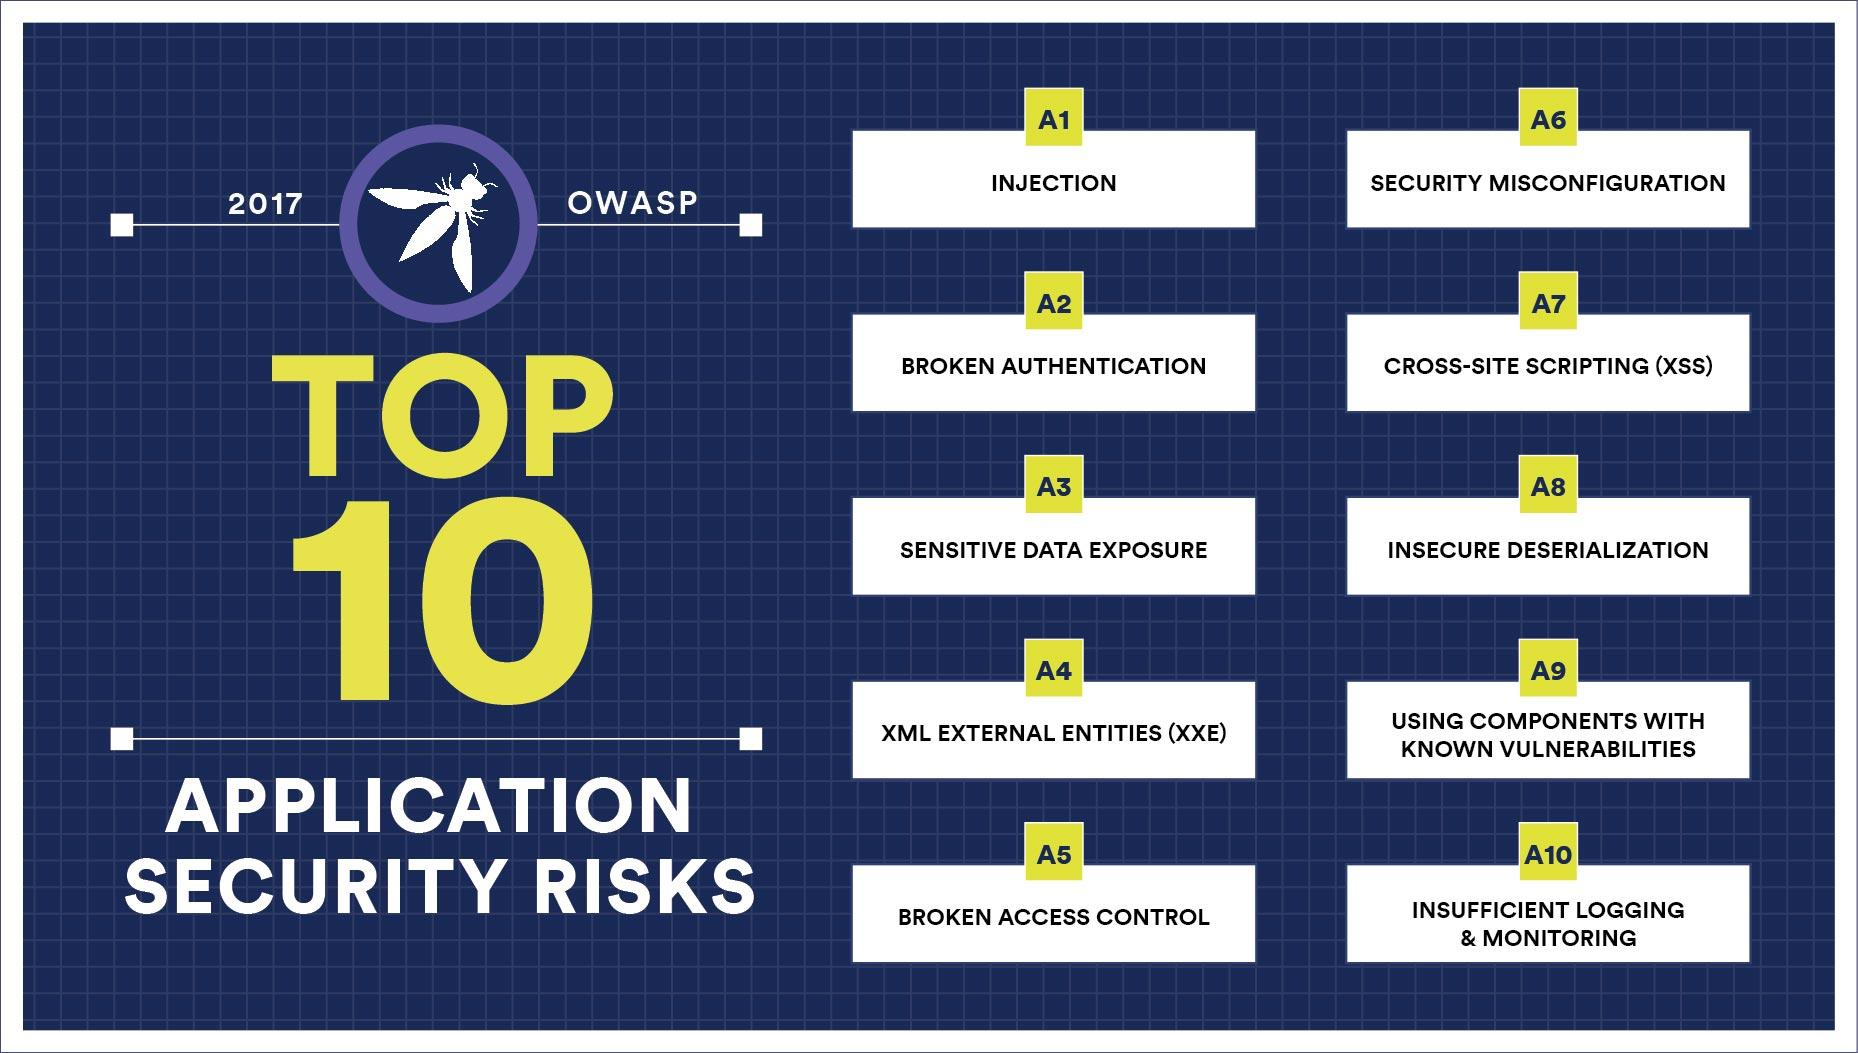 2017
OWASP
TOP
10
APPLICATION
SECURITY RISKS
A1
INJECTION
A2
BROKEN AUTHENTICATION
A3
SENSITIVE DATA EXPOSURE
A4
XML EXTERNAL ENTITIES (XXE)
A5
BROKEN ACCESS CONTROL
A6
SECURITY MISCONFIGURATION
A7
CROSS-SITE SCRIPTING (XSS)
A8
INSECURE DESERIALIZATION
A9
USING COMPONENTS WITH
KNOWN VULNERABILITIES
A10
INSUFFICIENT LOGGING
& MONITORING